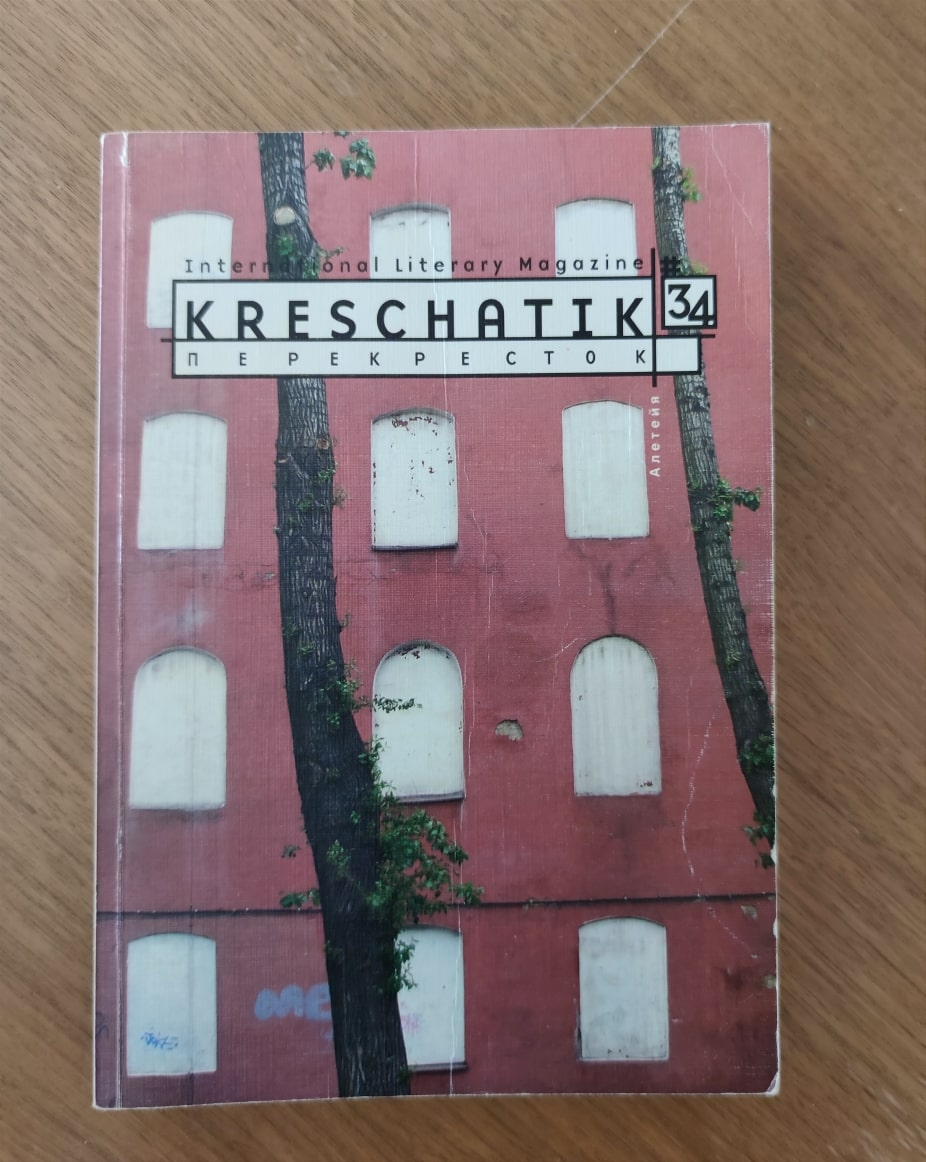 International Literary Magazine #
KRESCHATIK 34
ПЕРЕКРЕСТОК
Алетейя